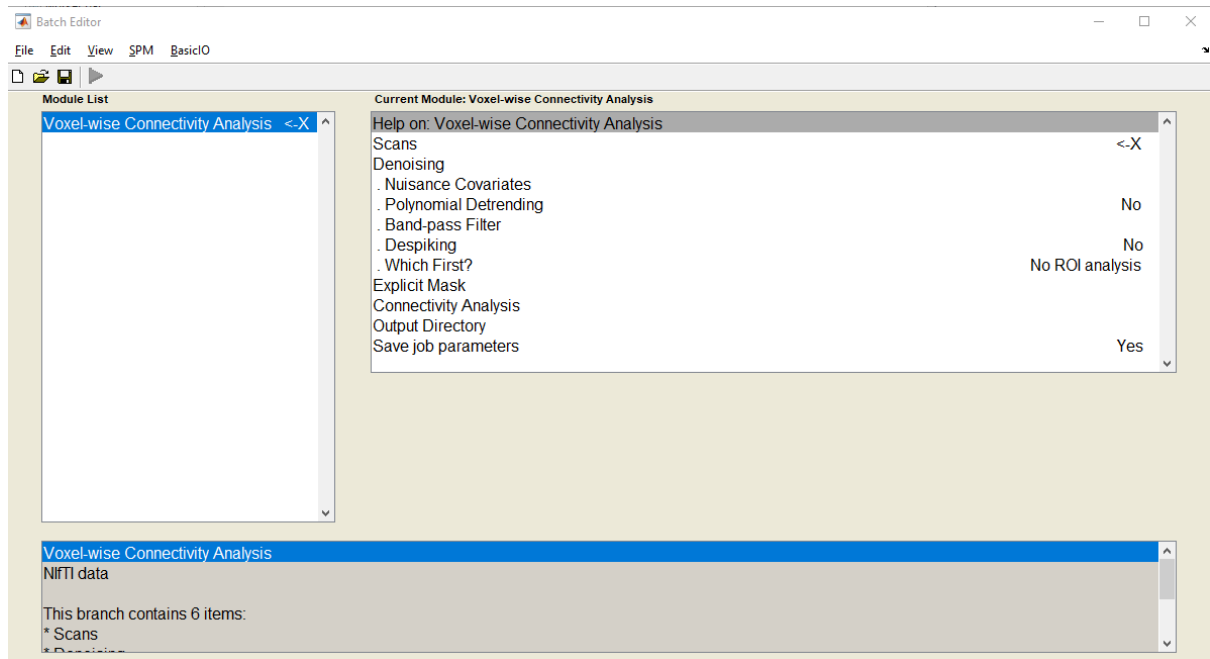 Batch Editor
File Edit View SPM BasicIO
Module List
Voxel-wise Connectivity Analysis <-X
Current Module: Voxel-wise Connectivity Analysis
Help on: Voxel-wise Connectivity Analysis
Scans <-X
Denoising
. Nuisance Covariates
. Polynomial Detrending No
. Band-pass Filter
. Despiking No
. Which First? No ROI analysis
Explicit Mask
Connectivity Analysis
Output Directory
Save job parameters Yes
Voxel-wise Connectivity Analysis
NIfTI data
This branch contains 6 items:
* Scans
* Denoising